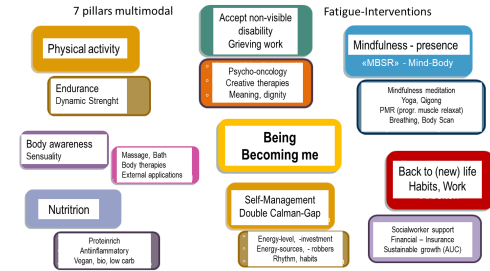 7 pillars multimodal
Fatigue-Interventions
Physical activity
Endurance
Dynamic Strenght
Accept non-visible
disability
Grieving work
Psycho-oncology
Creative therapies
Meaning, dignity
Mindfulness - presence
«MBSR» - Mind-Body
Mindfulness meditation
Yoga, Qigong
PMR (progr. muscle relaxat)
Breathing, Body Scan
Body awareness
Sensuality
Massage, Bath
Body therapies
External applications
Being
Becoming me
Back to (new) life
Habits, Work
Nutritrion
Proteinrich
Antiinflammatory
Vegan, bio, low carb
Self-Management
Double Calman-Gap
Energy-level, -investment
Energy-sources, - robbers
Rhythm, habits
Socialworker support
Financial – Insurance
Sustainable growth (AUC)